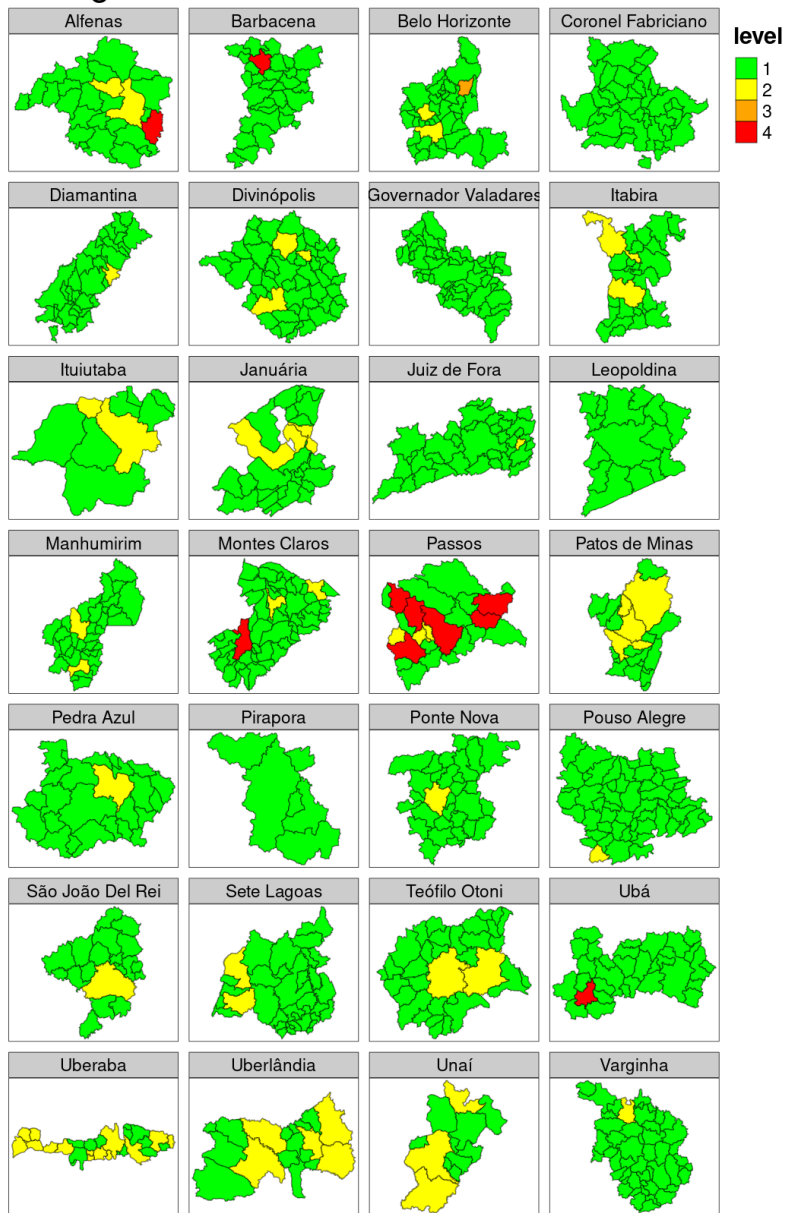 Alfenas
Barbacena
Belo Horizonte
Coronel Fabriciano
level
1
2
3
4
Diamantina
Divinópolis
Governador Valadares
Itabira
Ituiutaba
Januária
Juiz de Fora
Leopoldina
Manhumirim
Montes Claros
Passos
Patos de Minas
Pedra Azul
Pirapora
Ponte Nova
Pouso Alegre
São João Del Rei
Sete Lagoas
Teófilo Otoni
Ubá
Uberaba
Uberlândia
Unaí
Varginha